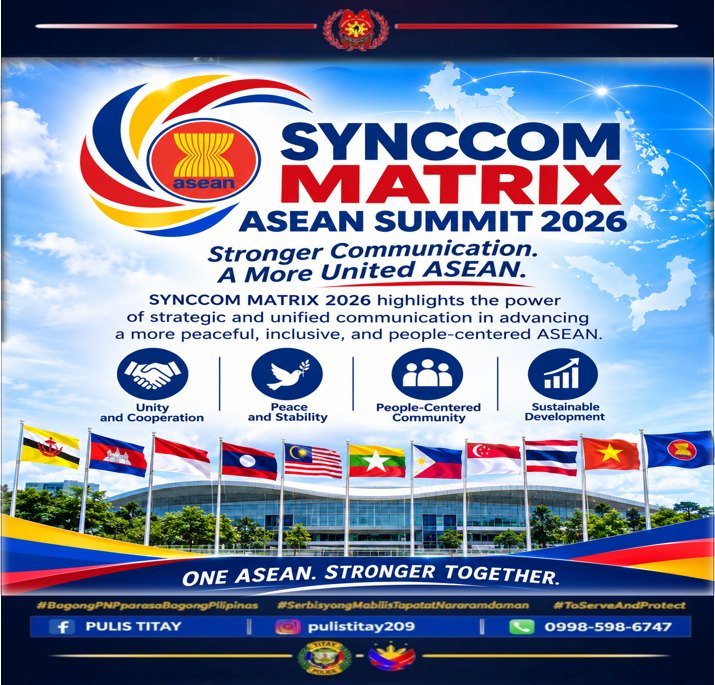 asean
SYNCCOM
MATRIX
ASEAN SUMMIT 2026
Stronger Communication.
A More United ASEAN.
SYNCCOM MATRIX 2026 highlights the power
of strategic and unified communication in advancing
a more peaceful, inclusive, and people-centered ASEAN.
Unity
and Cooperation
Peace
and Stability
People-Centered
Community
Sustainable
Development
ONE ASEAN. STRONGER TOGETHER.
#BagongPNPparasaBagongPilipinas #SerbisyongMabilisTapatatNararamdaman #ToServeAndProtect
PULIS TITAY | pulistitay209 | 0998-598-6747
TITAY
POLICE